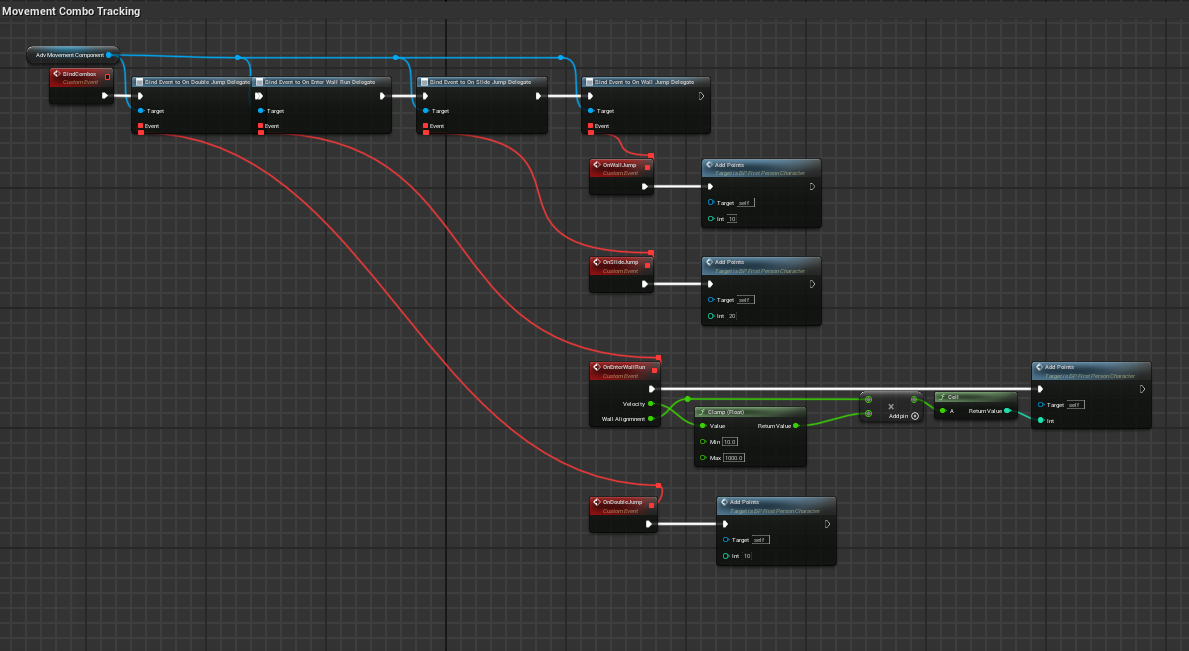 Movement Combo Tracking
Adv Movement Component
BindCombos
Custom Event
Bind Event to On Double Jump Delegate
Target
Event
Bind Event to On Enter Wall Run Delegate
Target
Event
Bind Event to On Slide Jump Delegate
Target
Event
Bind Event to On Wall Jump Delegate
Target
Event
OnWallJump
Custom Event
Add Points
Target is BP First Person Character
Target self
Int 10
OnSlideJump
Custom Event
Add Points
Target is BP First Person Character
Target self
Int 20
OnEnterWallRun
Custom Event
Velocity
Wall Alignment
f Clamp (Float)
Value Return Value
Min 10.0
Max 1000.0
×
Add pin
f Ceil
A Return Value
Add Points
Target is BP First Person Character
Target self
Int
OnDoubleJump
Custom Event
Add Points
Target is BP First Person Character
Target self
Int 10